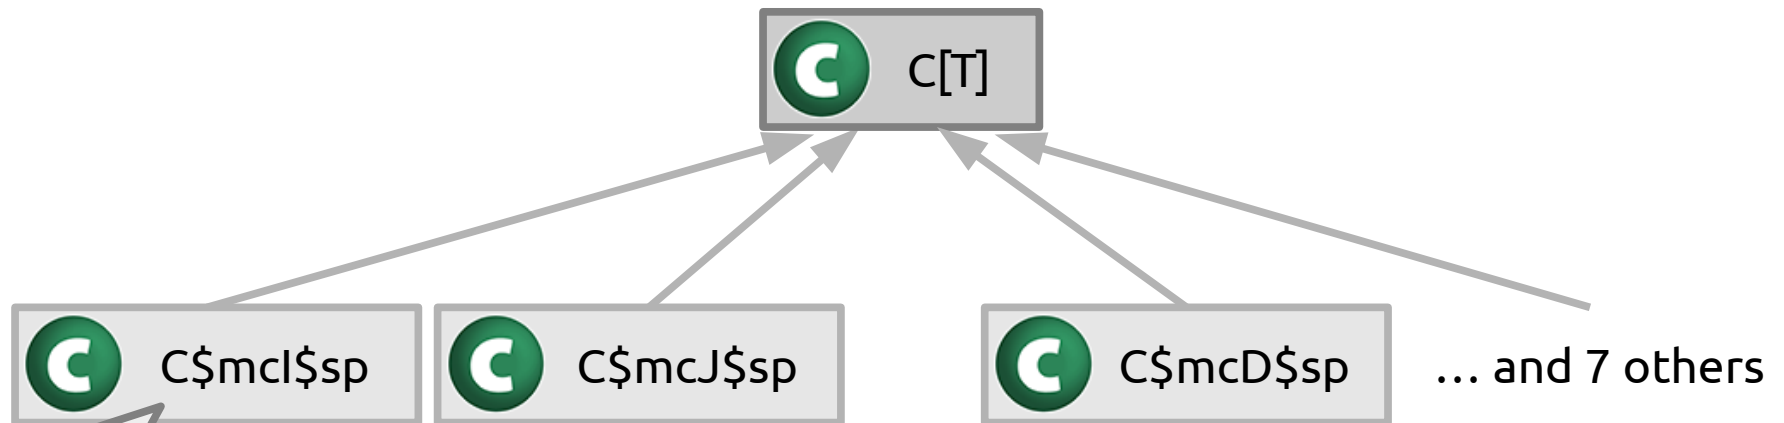 C C[T]
C C$mcI$sp C C$mcJ$sp C C$mcD$sp … and 7 others